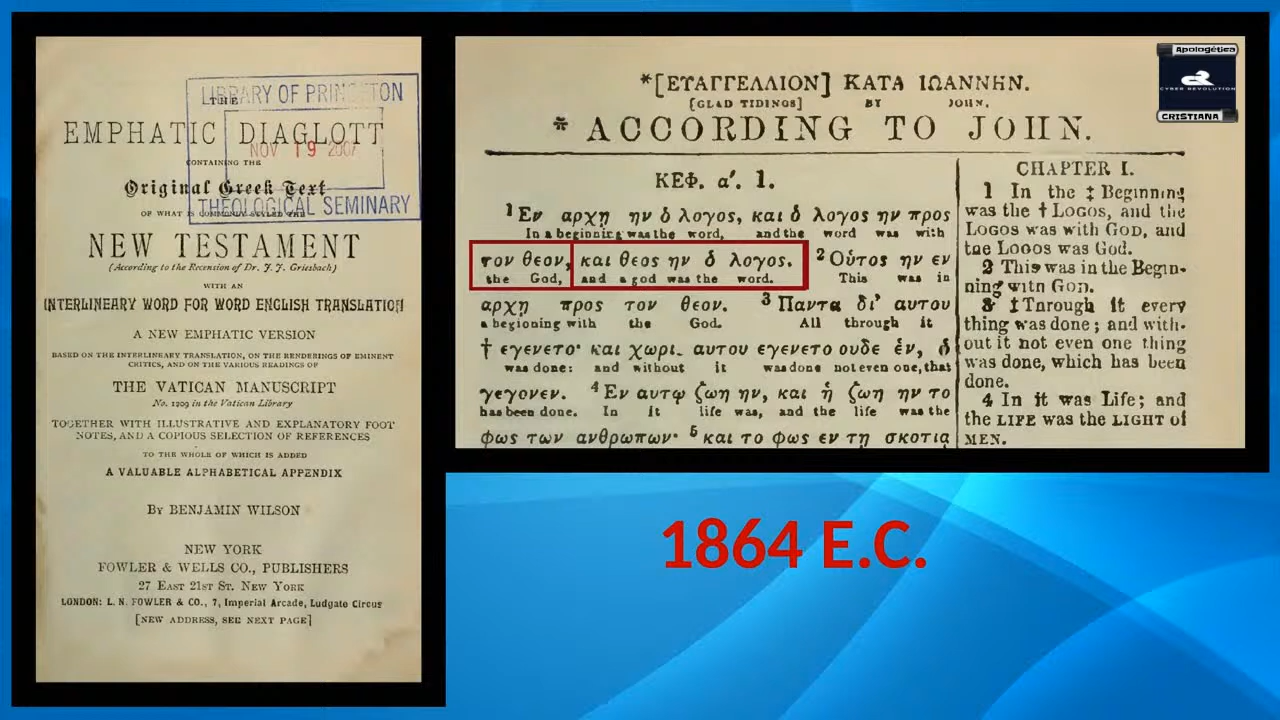 LIBRARY OF PRINCETON
THE
EMPHATIC DIAGLOTT
NOV 19 2007
CONTAINING THE
Original Greek Text
THEOLOGICAL SEMINARY
OF WHAT IS COMMONLY STYLED THE
NEW TESTAMENT
(According to the Recension of Dr. J. J. Griesbach)
WITH AN
INTERLINEARY WORD FOR WORD ENGLISH TRANSLATION
A NEW EMPHATIC VERSION
BASED ON THE INTERLINEARY TRANSLATION, ON THE RENDERINGS OF EMINENT
CRITICS, AND ON THE VARIOUS READINGS OF
THE VATICAN MANUSCRIPT
No. 1209 in the Vatican Library
TOGETHER WITH ILLUSTRATIVE AND EXPLANATORY FOOT
NOTES, AND A COPIOUS SELECTION OF REFERENCES
TO THE WHOLE OF WHICH IS ADDED
A VALUABLE ALPHABETICAL APPENDIX
BY BENJAMIN WILSON
NEW YORK
FOWLER & WELLS CO., PUBLISHERS
27 EAST 21ST ST. NEW YORK
LONDON: L. N. FOWLER & CO., 7, Imperial Arcade, Ludgate Circus
[NEW ADDRESS, SEE NEXT PAGE]
Apologética
CYBER REVOLUTION
CRISTIANA
*[ΕΥΑΓΓΕΛΛΙΟΝ] ΚΑΤΑ ΙΩΑΝΝΗΝ.
[GLAD TIDINGS] BY JOHN.
* ACCORDING TO JOHN.
ΚΕΦ. α'. 1.
1 Εν αρχη ην ὁ λογος, και ὁ λογος ην προς
In a beginning was the word, and the word was with
τον θεον, και θεος ην ὁ λογος. 2 Οὗτος ην εν
the God, and a god was the word. This was in
αρχη προς τον θεον. 3 Παντα δι' αυτου
a beginning with the God. All through it
† εγενετο· και χωρις αυτου εγενετο ουδε ἑν, ὁ
was done: and without it was done not even one, that
γεγονεν. 4 Εν αυτῳ ζωη ην, και ἡ ζωη ην το
has been done. In it life was, and the life was the
φως των ανθρωπων· 5 και το φως εν τῃ σκοτιᾳ
CHAPTER I.
1 In the ‡ Beginning
was the † LOGOS, and the
LOGOS was with GOD, and
the LOGOS was God.
2 This was in the Begin-
ning with GOD.
3 ‡ Through it every
thing was done; and with-
out it not even one thing
was done, which has been
done.
4 In it was Life; and
the LIFE was the LIGHT of
MEN.
1864 E.C.